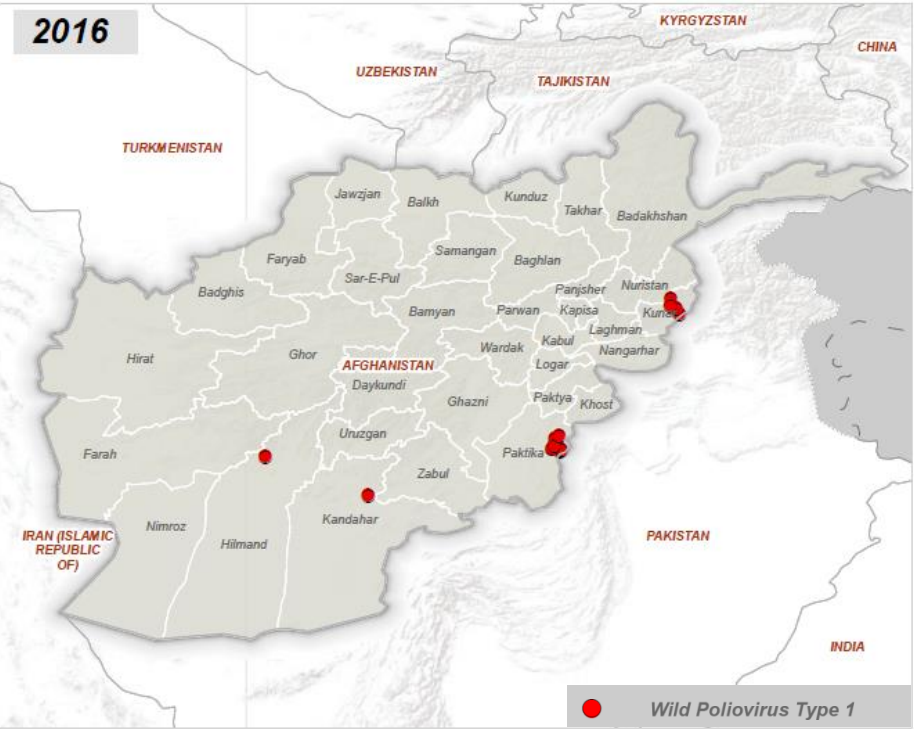 2016
KYRGYZSTAN
CHINA
UZBEKISTAN
TAJIKISTAN
TURKMENISTAN
Jawzjan
Balkh
Kunduz
Takhar
Badakhshan
Samangan
Faryab
Baghlan
Sar-E-Pul
Badghis
Panjsher
Nuristan
Bamyan
Parwan
Kapisa
Laghman
Hirat
Ghor
Wardak
Kabul
Nangarhar
AFGHANISTAN
Logar
Daykundi
Ghazni
Paktya
Khost
Uruzgan
Farah
Paktika
Zabul
Nimroz
Kandahar
Hilmand
IRAN (ISLAMIC
REPUBLIC
OF)
PAKISTAN
INDIA
Wild Poliovirus Type 1